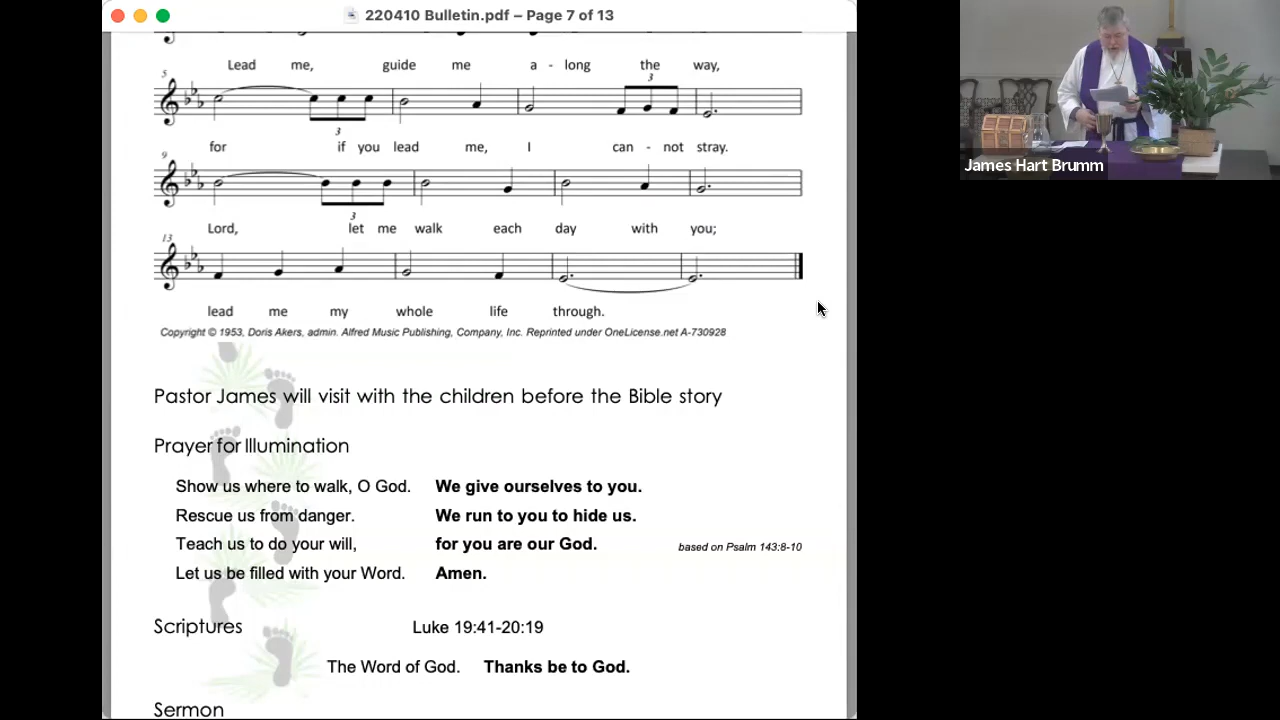 220410 Bulletin.pdf – Page 7 of 13
Lead me, guide me a - long the way,
5
3
for if you lead me, I can - not stray.
3
9
Lord, let me walk each day with you;
3
13
lead me my whole life through.
Copyright © 1953, Doris Akers, admin. Alfred Music Publishing, Company, Inc. Reprinted under OneLicense.net A-730928
Pastor James will visit with the children before the Bible story
Prayer for Illumination
Show us where to walk, O God. We give ourselves to you.
Rescue us from danger. We run to you to hide us.
Teach us to do your will, for you are our God. based on Psalm 143:8-10
Let us be filled with your Word. Amen.
Scriptures Luke 19:41-20:19
The Word of God. Thanks be to God.
Sermon
James Hart Brumm